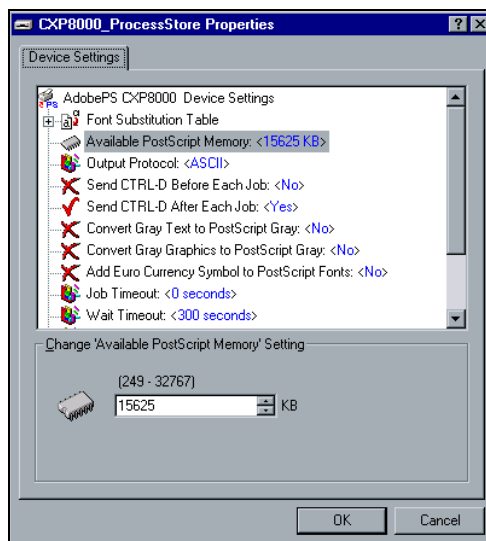 CXP8000_ProcessStore Properties
Device Settings
AdobePS CXP8000 Device Settings
Font Substitution Table
Available PostScript Memory: <15625 KB>
Output Protocol: <ASCII>
Send CTRL-D Before Each Job: <No>
Send CTRL-D After Each Job: <Yes>
Convert Gray Text to PostScript Gray: <No>
Convert Gray Graphics to PostScript Gray: <No>
Add Euro Currency Symbol to PostScript Fonts: <No>
Job Timeout: <0 seconds>
Wait Timeout: <300 seconds>
Change 'Available PostScript Memory' Setting
(249 - 32767)
15625 KB
OK Cancel